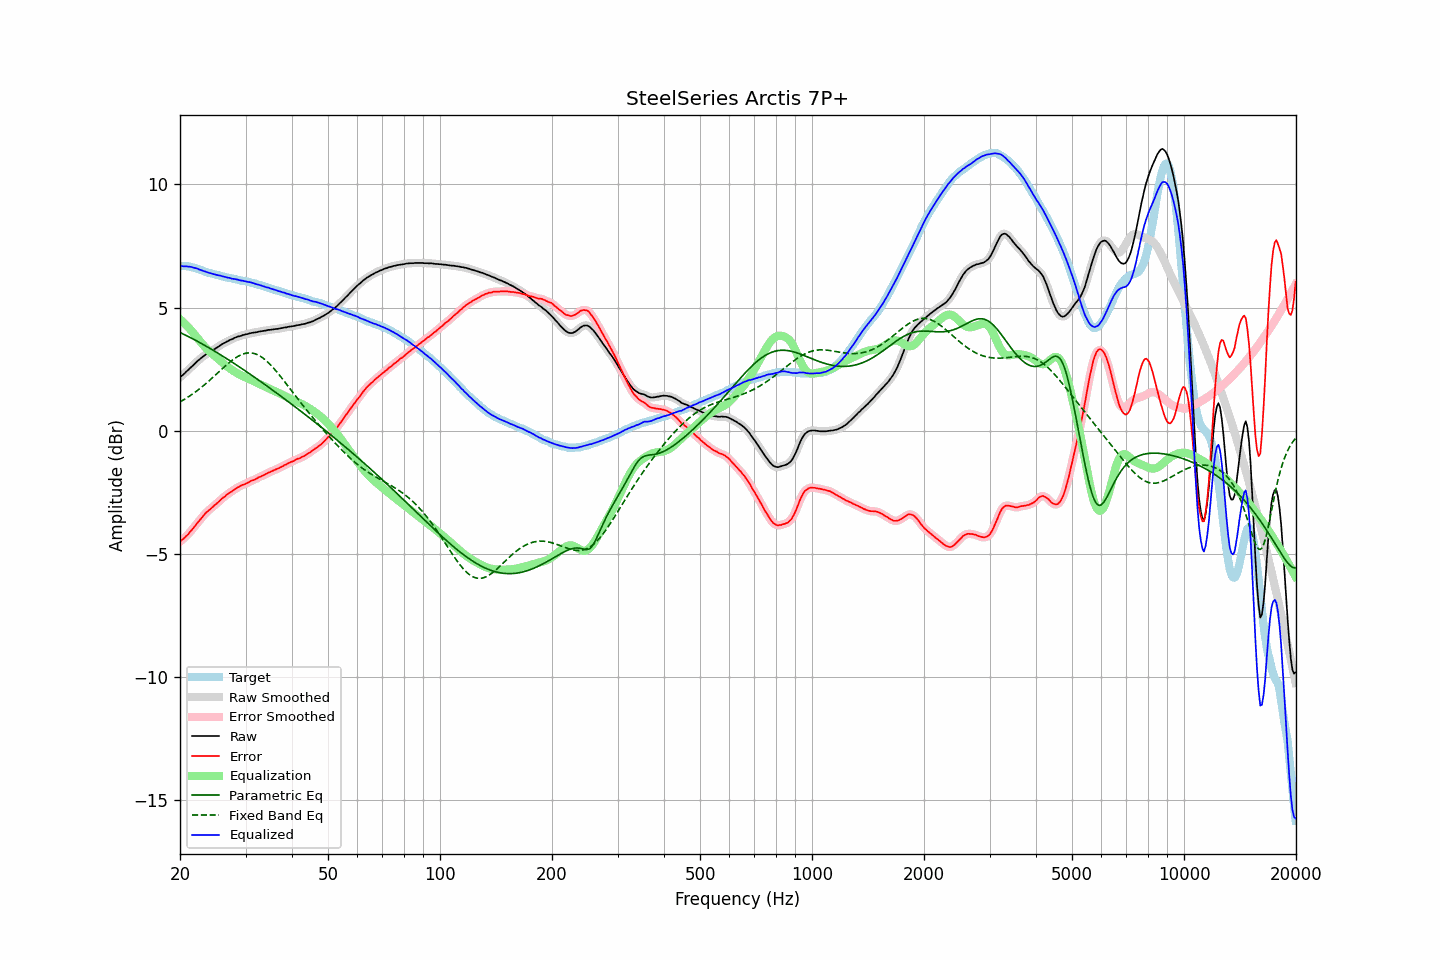 SteelSeries Arctis 7P+
Amplitude (dBr)
10
5
0
−5
−10
−15
Target
Raw Smoothed
Error Smoothed
Raw
Error
Equalization
Parametric Eq
Fixed Band Eq
Equalized
20 50 100 200 500 1000 2000 5000 10000 20000
Frequency (Hz)